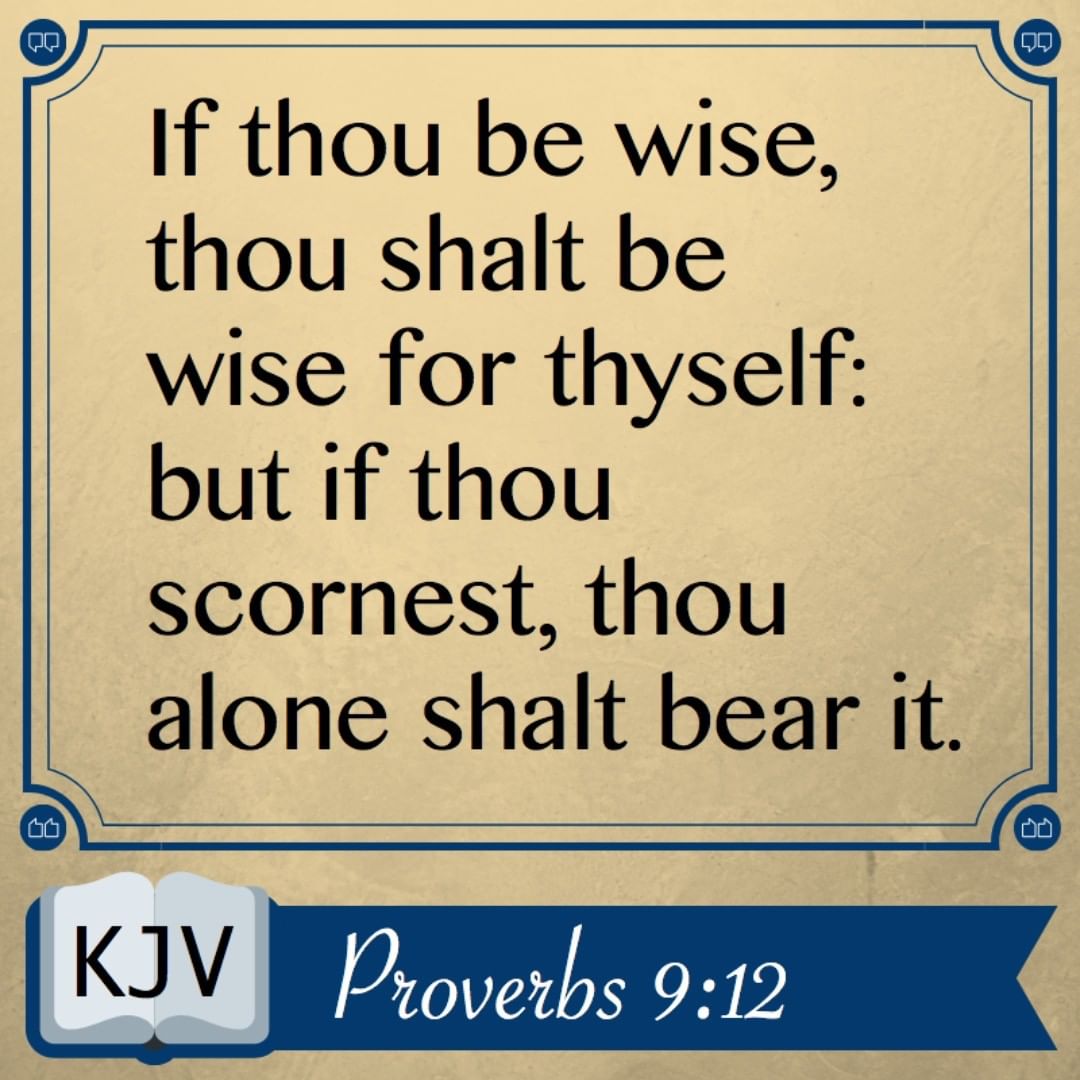 If thou be wise,
thou shalt be
wise for thyself:
but if thou
scornest, thou
alone shalt bear it.
KJV
Proverbs 9:12